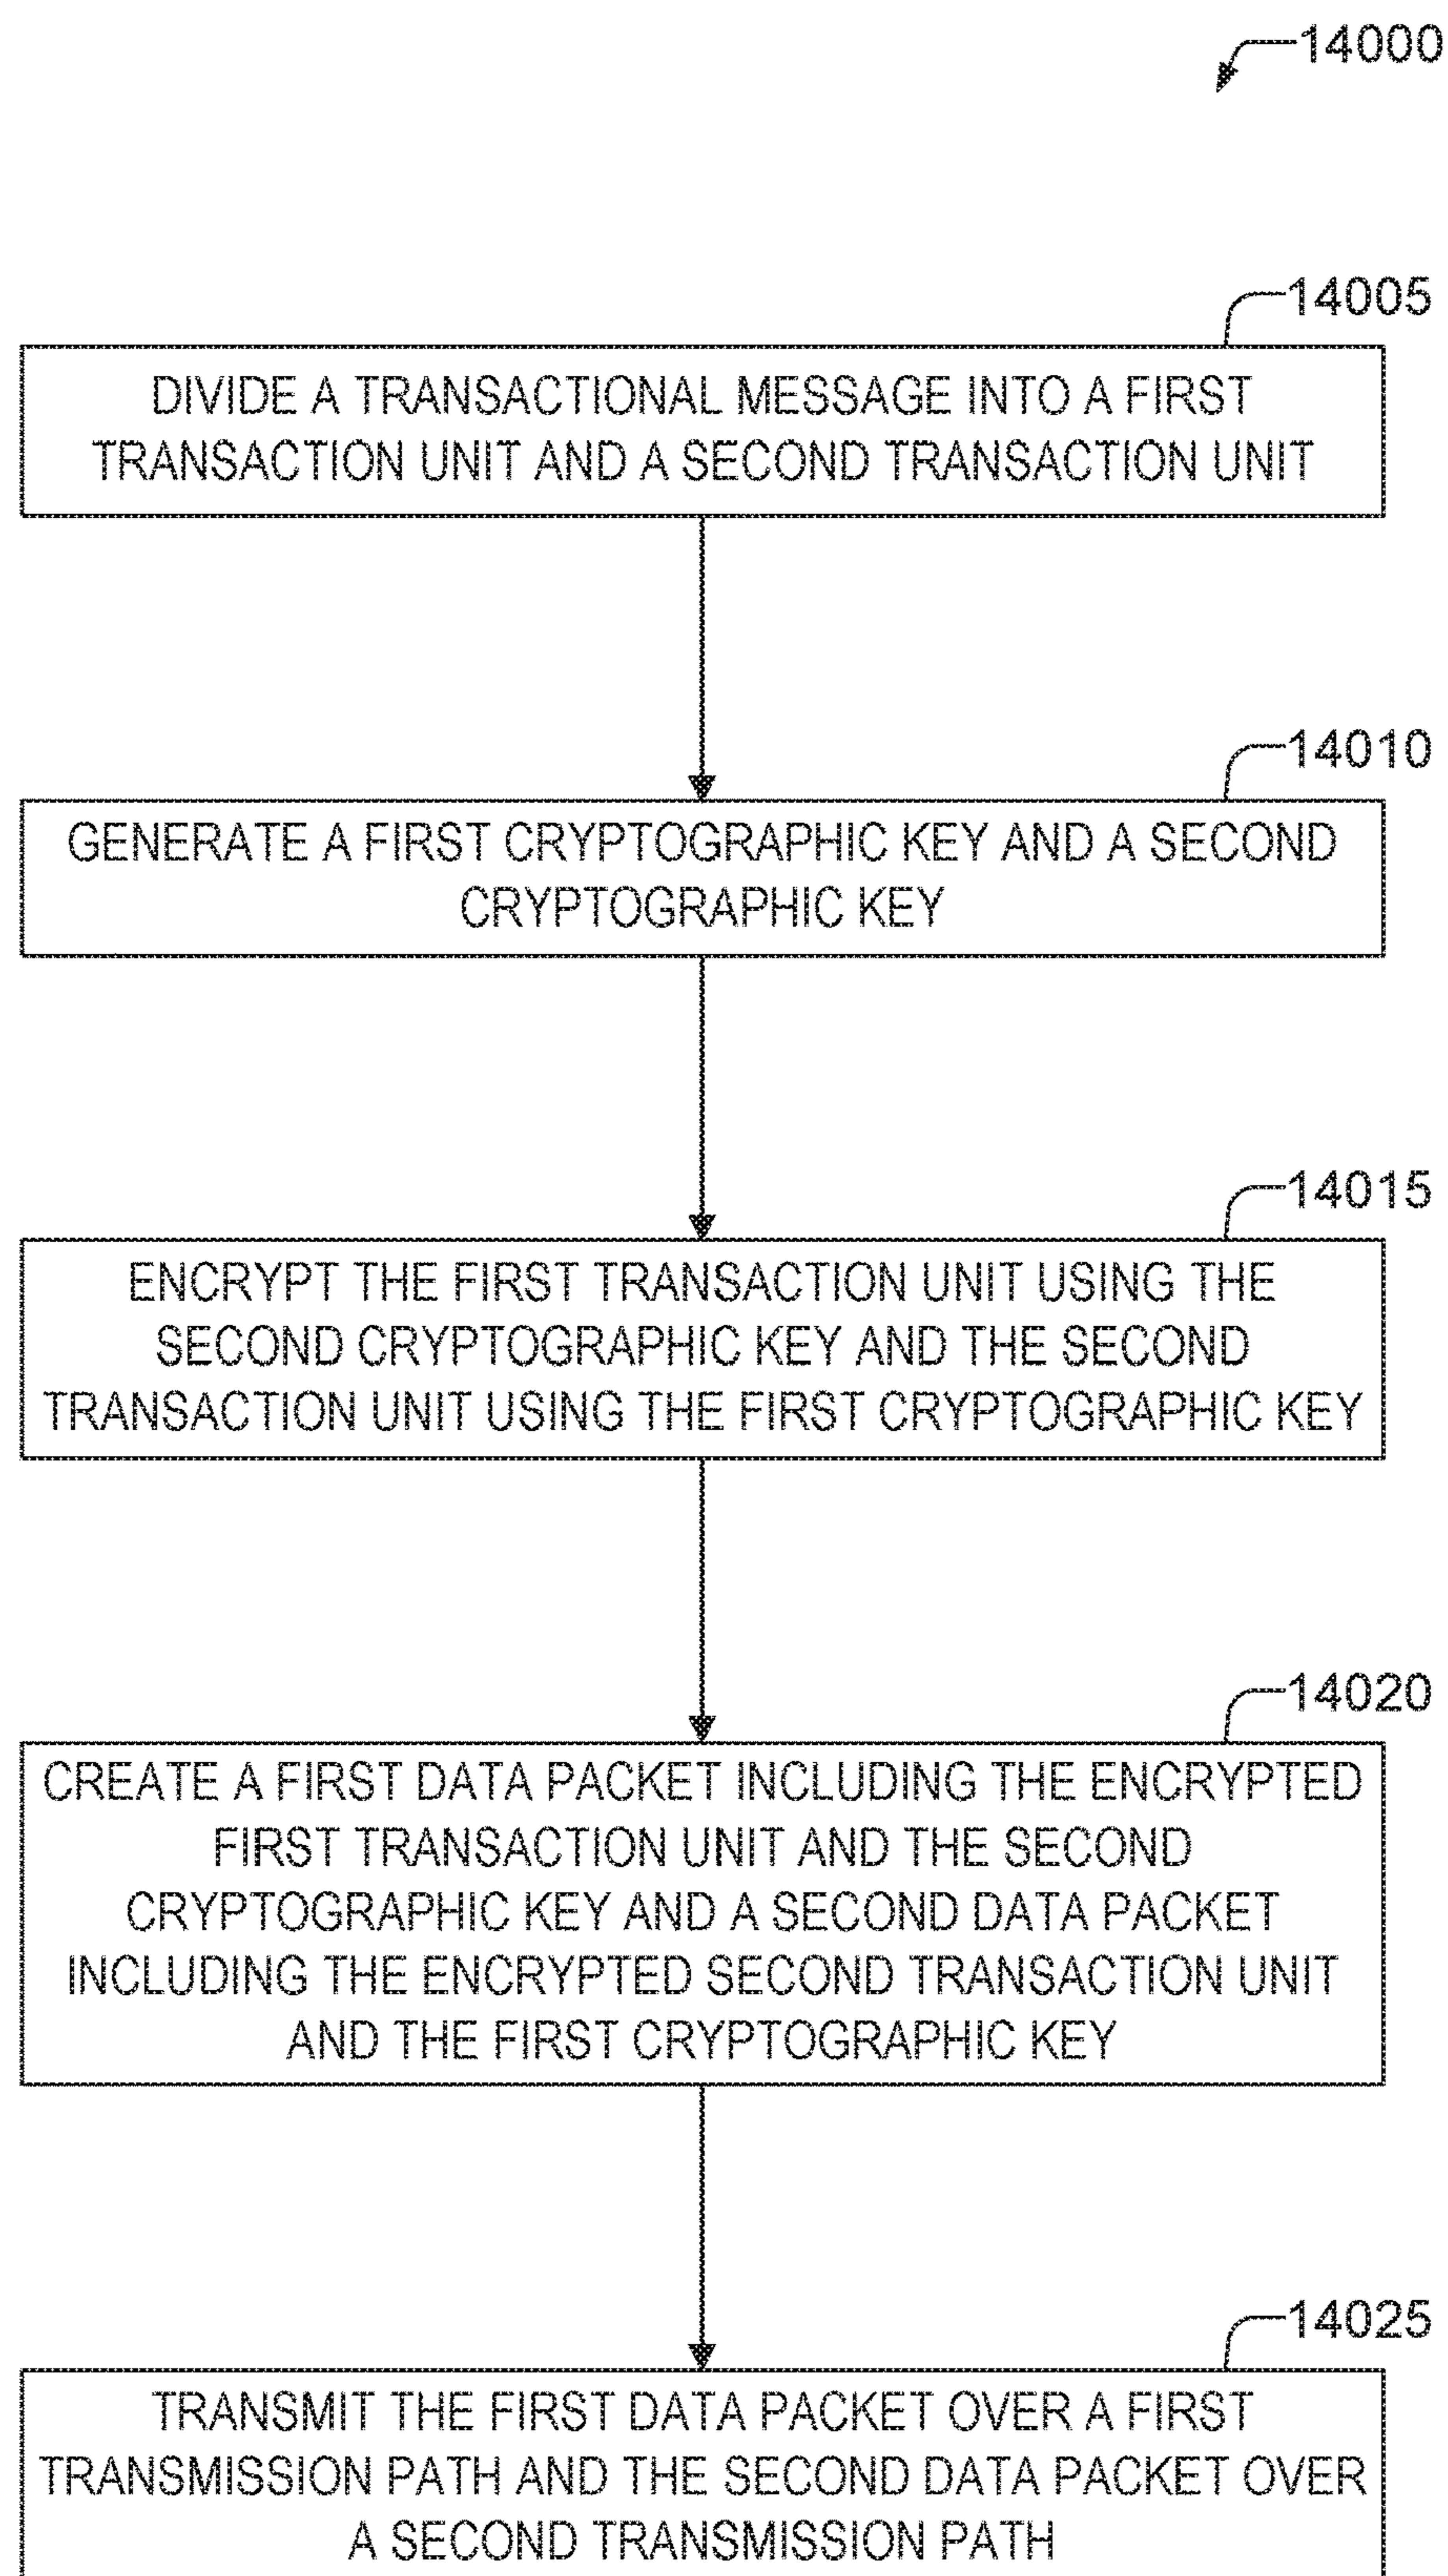 14000
14005
DIVIDE A TRANSACTIONAL MESSAGE INTO A FIRST
TRANSACTION UNIT AND A SECOND TRANSACTION UNIT
14010
GENERATE A FIRST CRYPTOGRAPHIC KEY AND A SECOND
CRYPTOGRAPHIC KEY
14015
ENCRYPT THE FIRST TRANSACTION UNIT USING THE
SECOND CRYPTOGRAPHIC KEY AND THE SECOND
TRANSACTION UNIT USING THE FIRST CRYPTOGRAPHIC KEY
14020
CREATE A FIRST DATA PACKET INCLUDING THE ENCRYPTED
FIRST TRANSACTION UNIT AND THE SECOND
CRYPTOGRAPHIC KEY AND A SECOND DATA PACKET
INCLUDING THE ENCRYPTED SECOND TRANSACTION UNIT
AND THE FIRST CRYPTOGRAPHIC KEY
14025
TRANSMIT THE FIRST DATA PACKET OVER A FIRST
TRANSMISSION PATH AND THE SECOND DATA PACKET OVER
A SECOND TRANSMISSION PATH